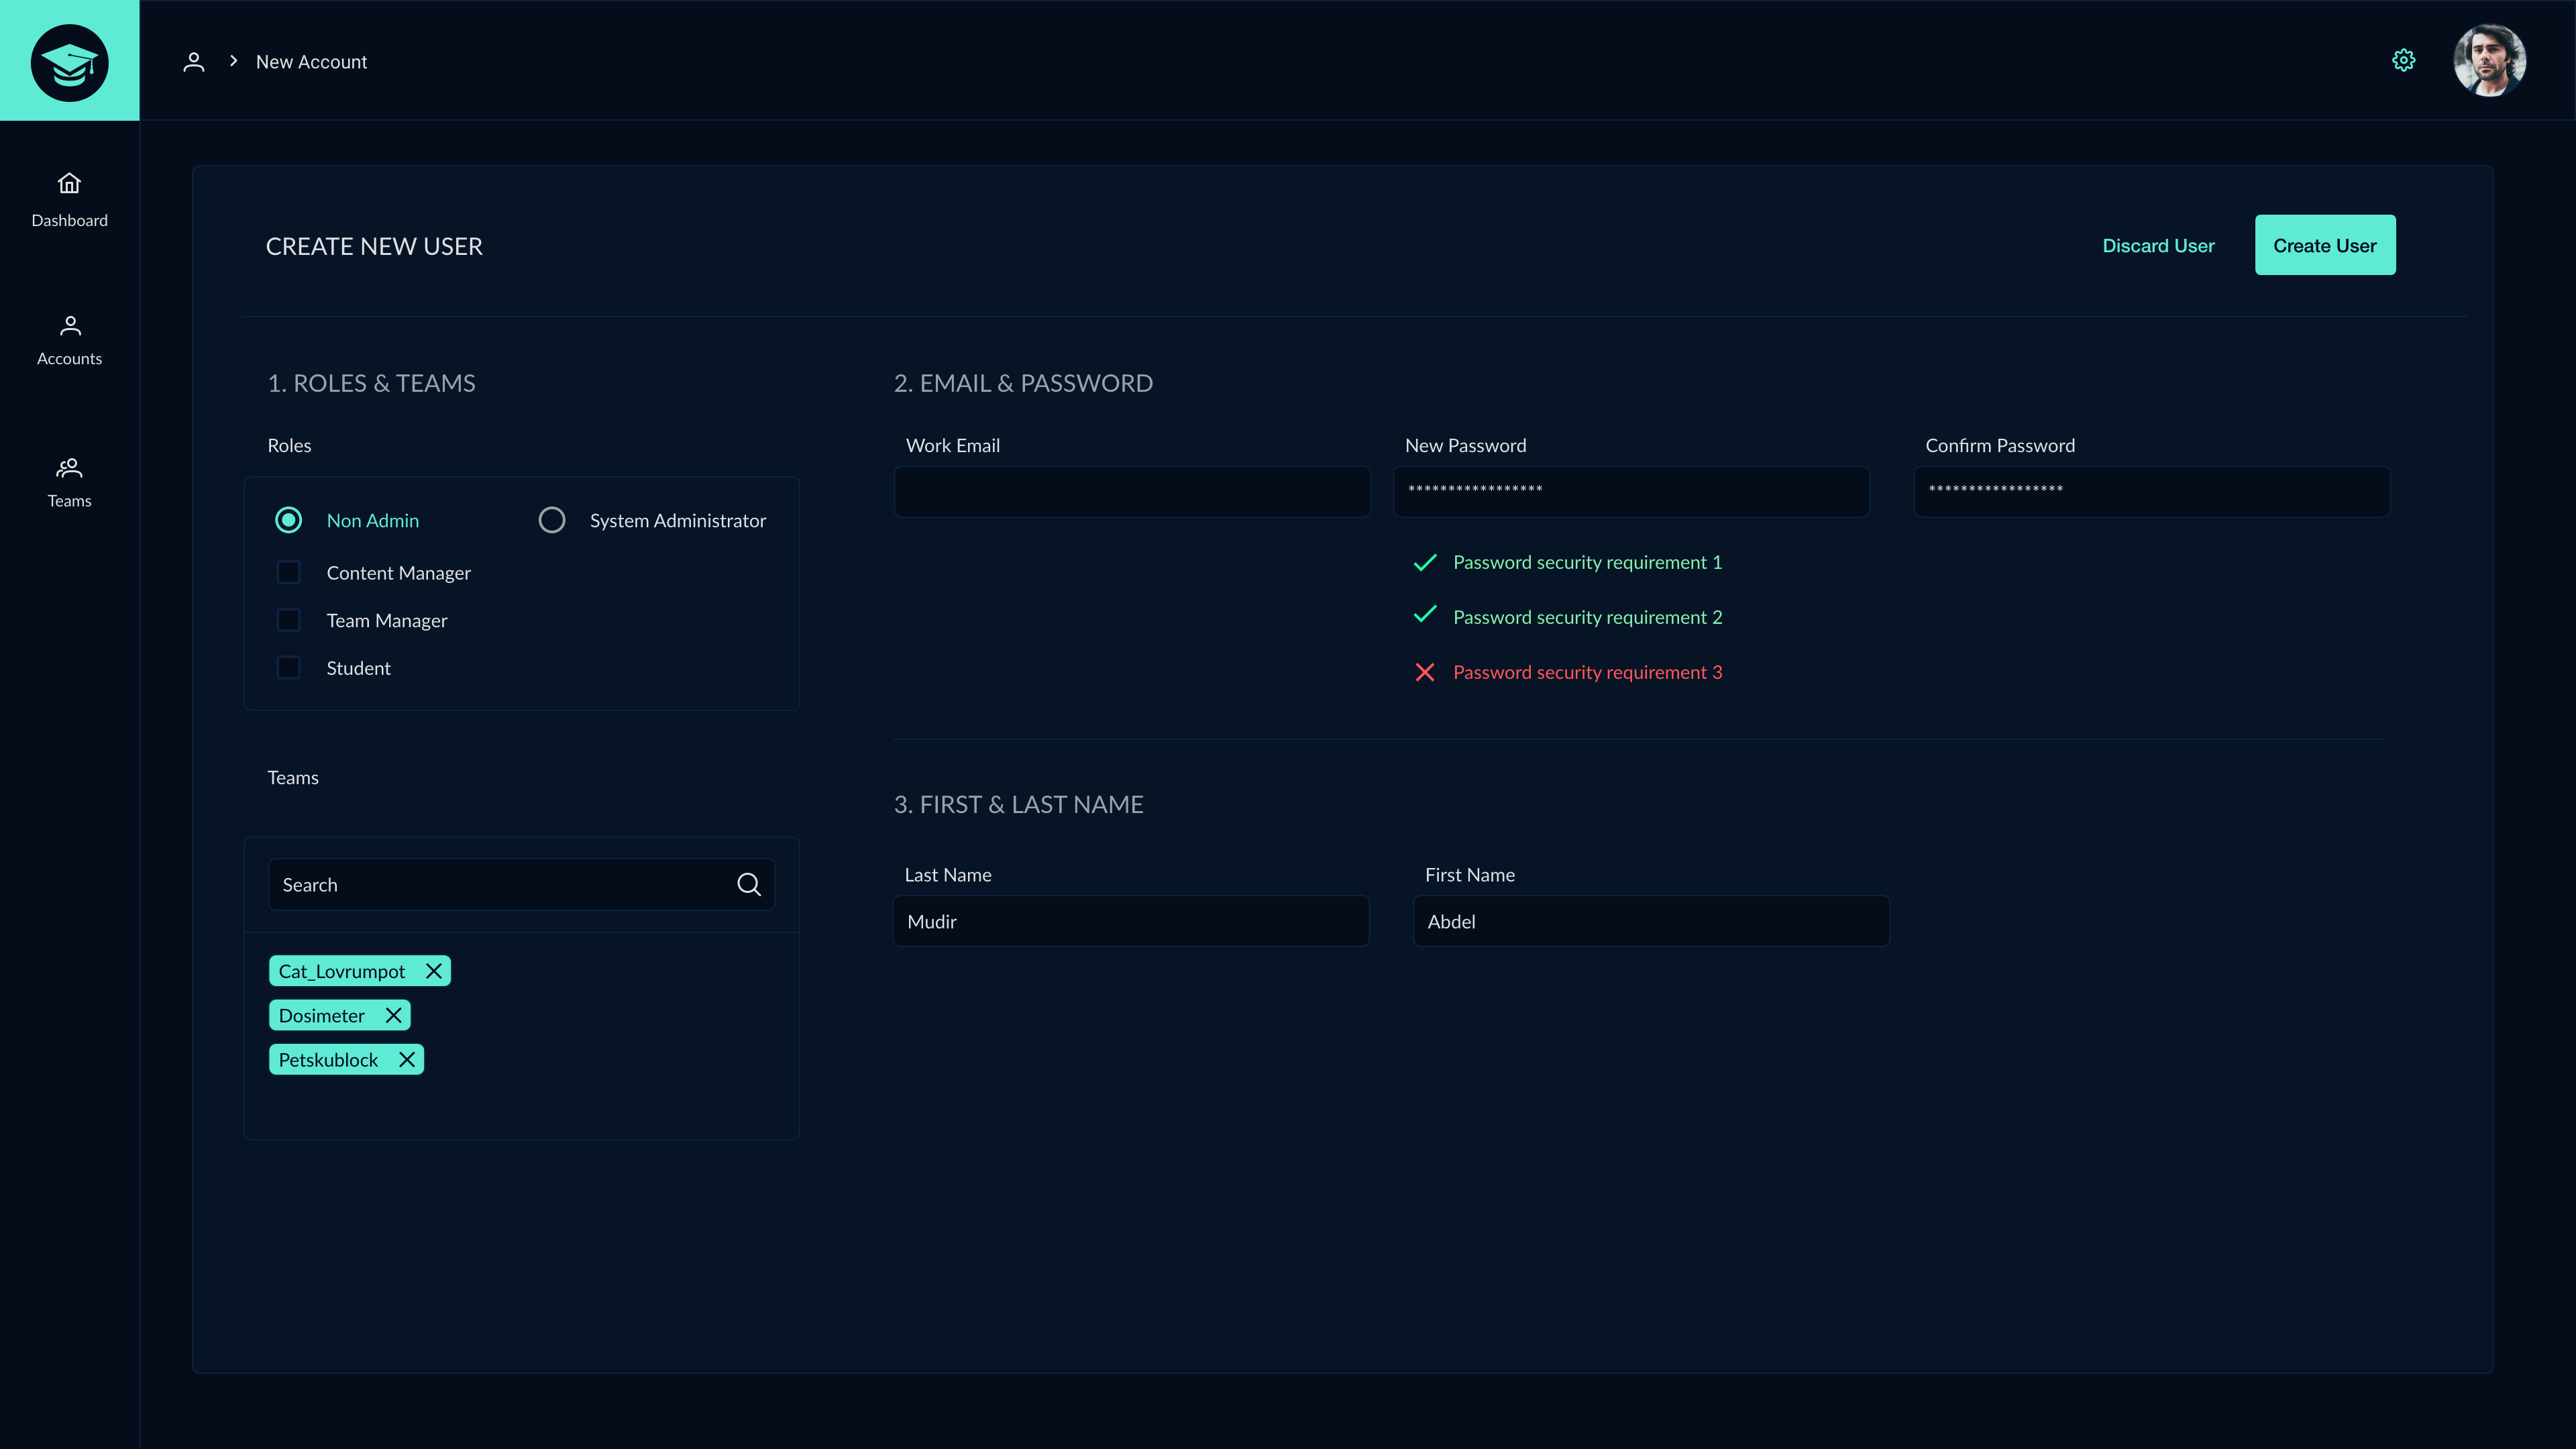 New Account
Dashboard
Accounts
Teams
CREATE NEW USER
Discard User
Create User
1. ROLES & TEAMS
Roles
Non Admin
System Administrator
Content Manager
Team Manager
Student
Teams
Search
Cat_Lovrumpot
Dosimeter
Petskublock
2. EMAIL & PASSWORD
Work Email
New Password
Confirm Password
*****************
*****************
Password security requirement 1
Password security requirement 2
Password security requirement 3
3. FIRST & LAST NAME
Last Name
First Name
Mudir
Abdel